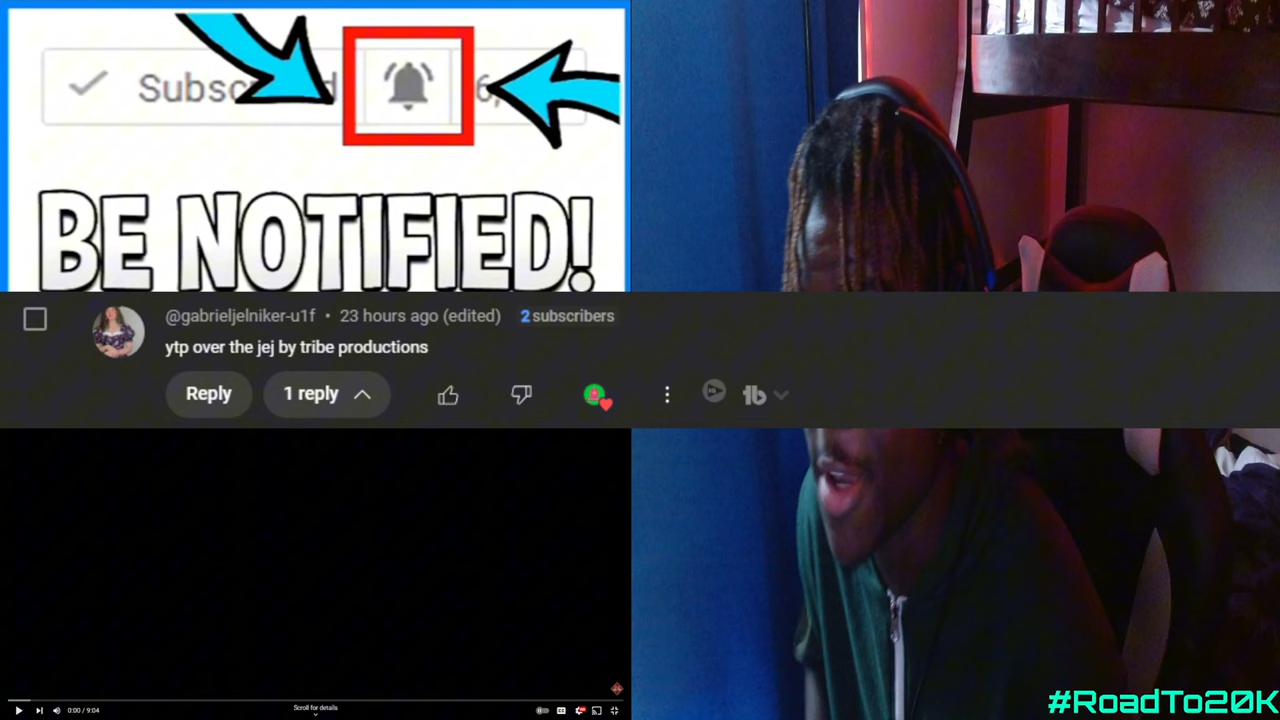 Subsc d 6,
BE NOTIFIED!
@gabrieljelniker-u1f • 23 hours ago (edited) 2 subscribers
ytp over the jej by tribe productions
Reply 1 reply
0:00 / 9:04
Scroll for details
#RoadTo20K